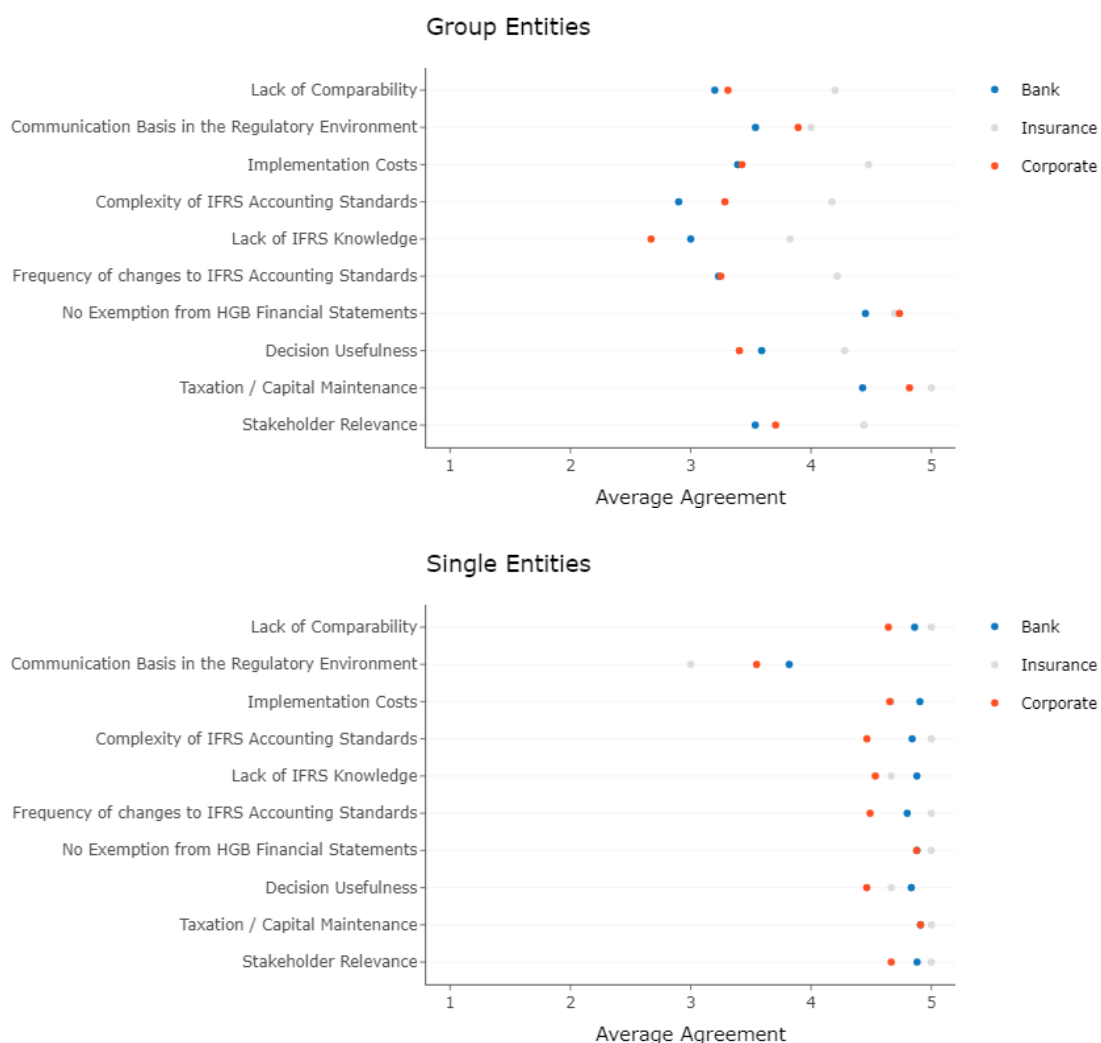 Group Entities
Lack of Comparability
Communication Basis in the Regulatory Environment
Implementation Costs
Complexity of IFRS Accounting Standards
Lack of IFRS Knowledge
Frequency of changes to IFRS Accounting Standards
No Exemption from HGB Financial Statements
Decision Usefulness
Taxation / Capital Maintenance
Stakeholder Relevance
1 2 3 4 5
Average Agreement
Bank
Insurance
Corporate
Single Entities
Lack of Comparability
Communication Basis in the Regulatory Environment
Implementation Costs
Complexity of IFRS Accounting Standards
Lack of IFRS Knowledge
Frequency of changes to IFRS Accounting Standards
No Exemption from HGB Financial Statements
Decision Usefulness
Taxation / Capital Maintenance
Stakeholder Relevance
1 2 3 4 5
Average Agreement
Bank
Insurance
Corporate